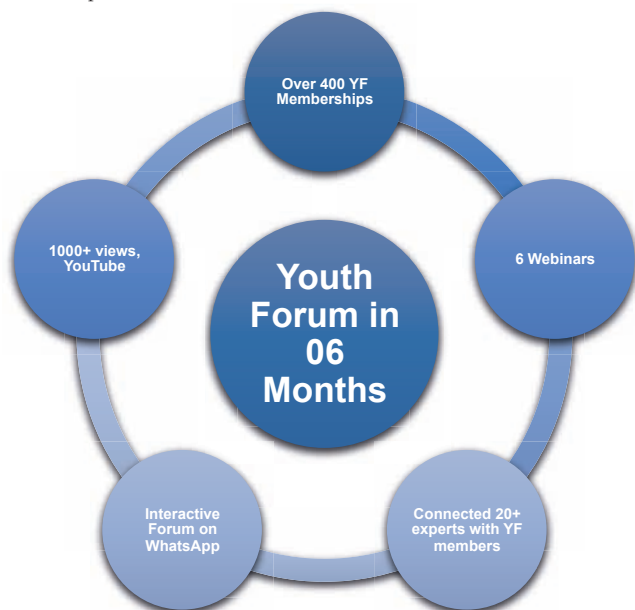 Over 400 YF
Memberships
1000+ views,
YouTube
6 Webinars
Youth
Forum in
06
Months
Interactive
Forum on
WhatsApp
Connected 20+
experts with YF
members